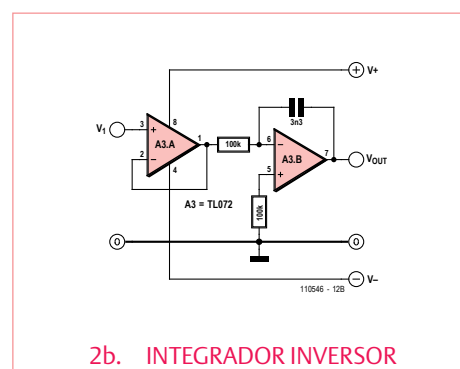 V+
8
V1
3
+
A3.A
1
2
–
4
100k
3n3
6
–
A3.B
7
VOUT
5
+
100k
A3 = TL072
0
0
110546 - 12B
V–
2b. INTEGRADOR INVERSOR